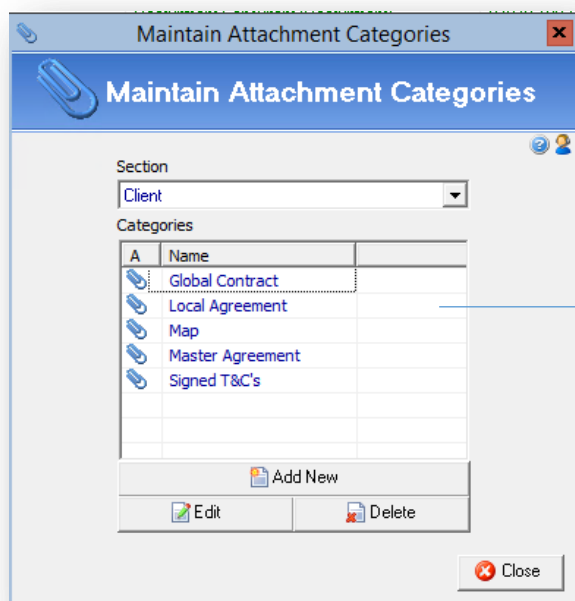 Maintain Attachment Categories
Maintain Attachment Categories
Section
Client
Categories
A Name
Global Contract
Local Agreement
Map
Master Agreement
Signed T&C's
Add New
Edit Delete
Close